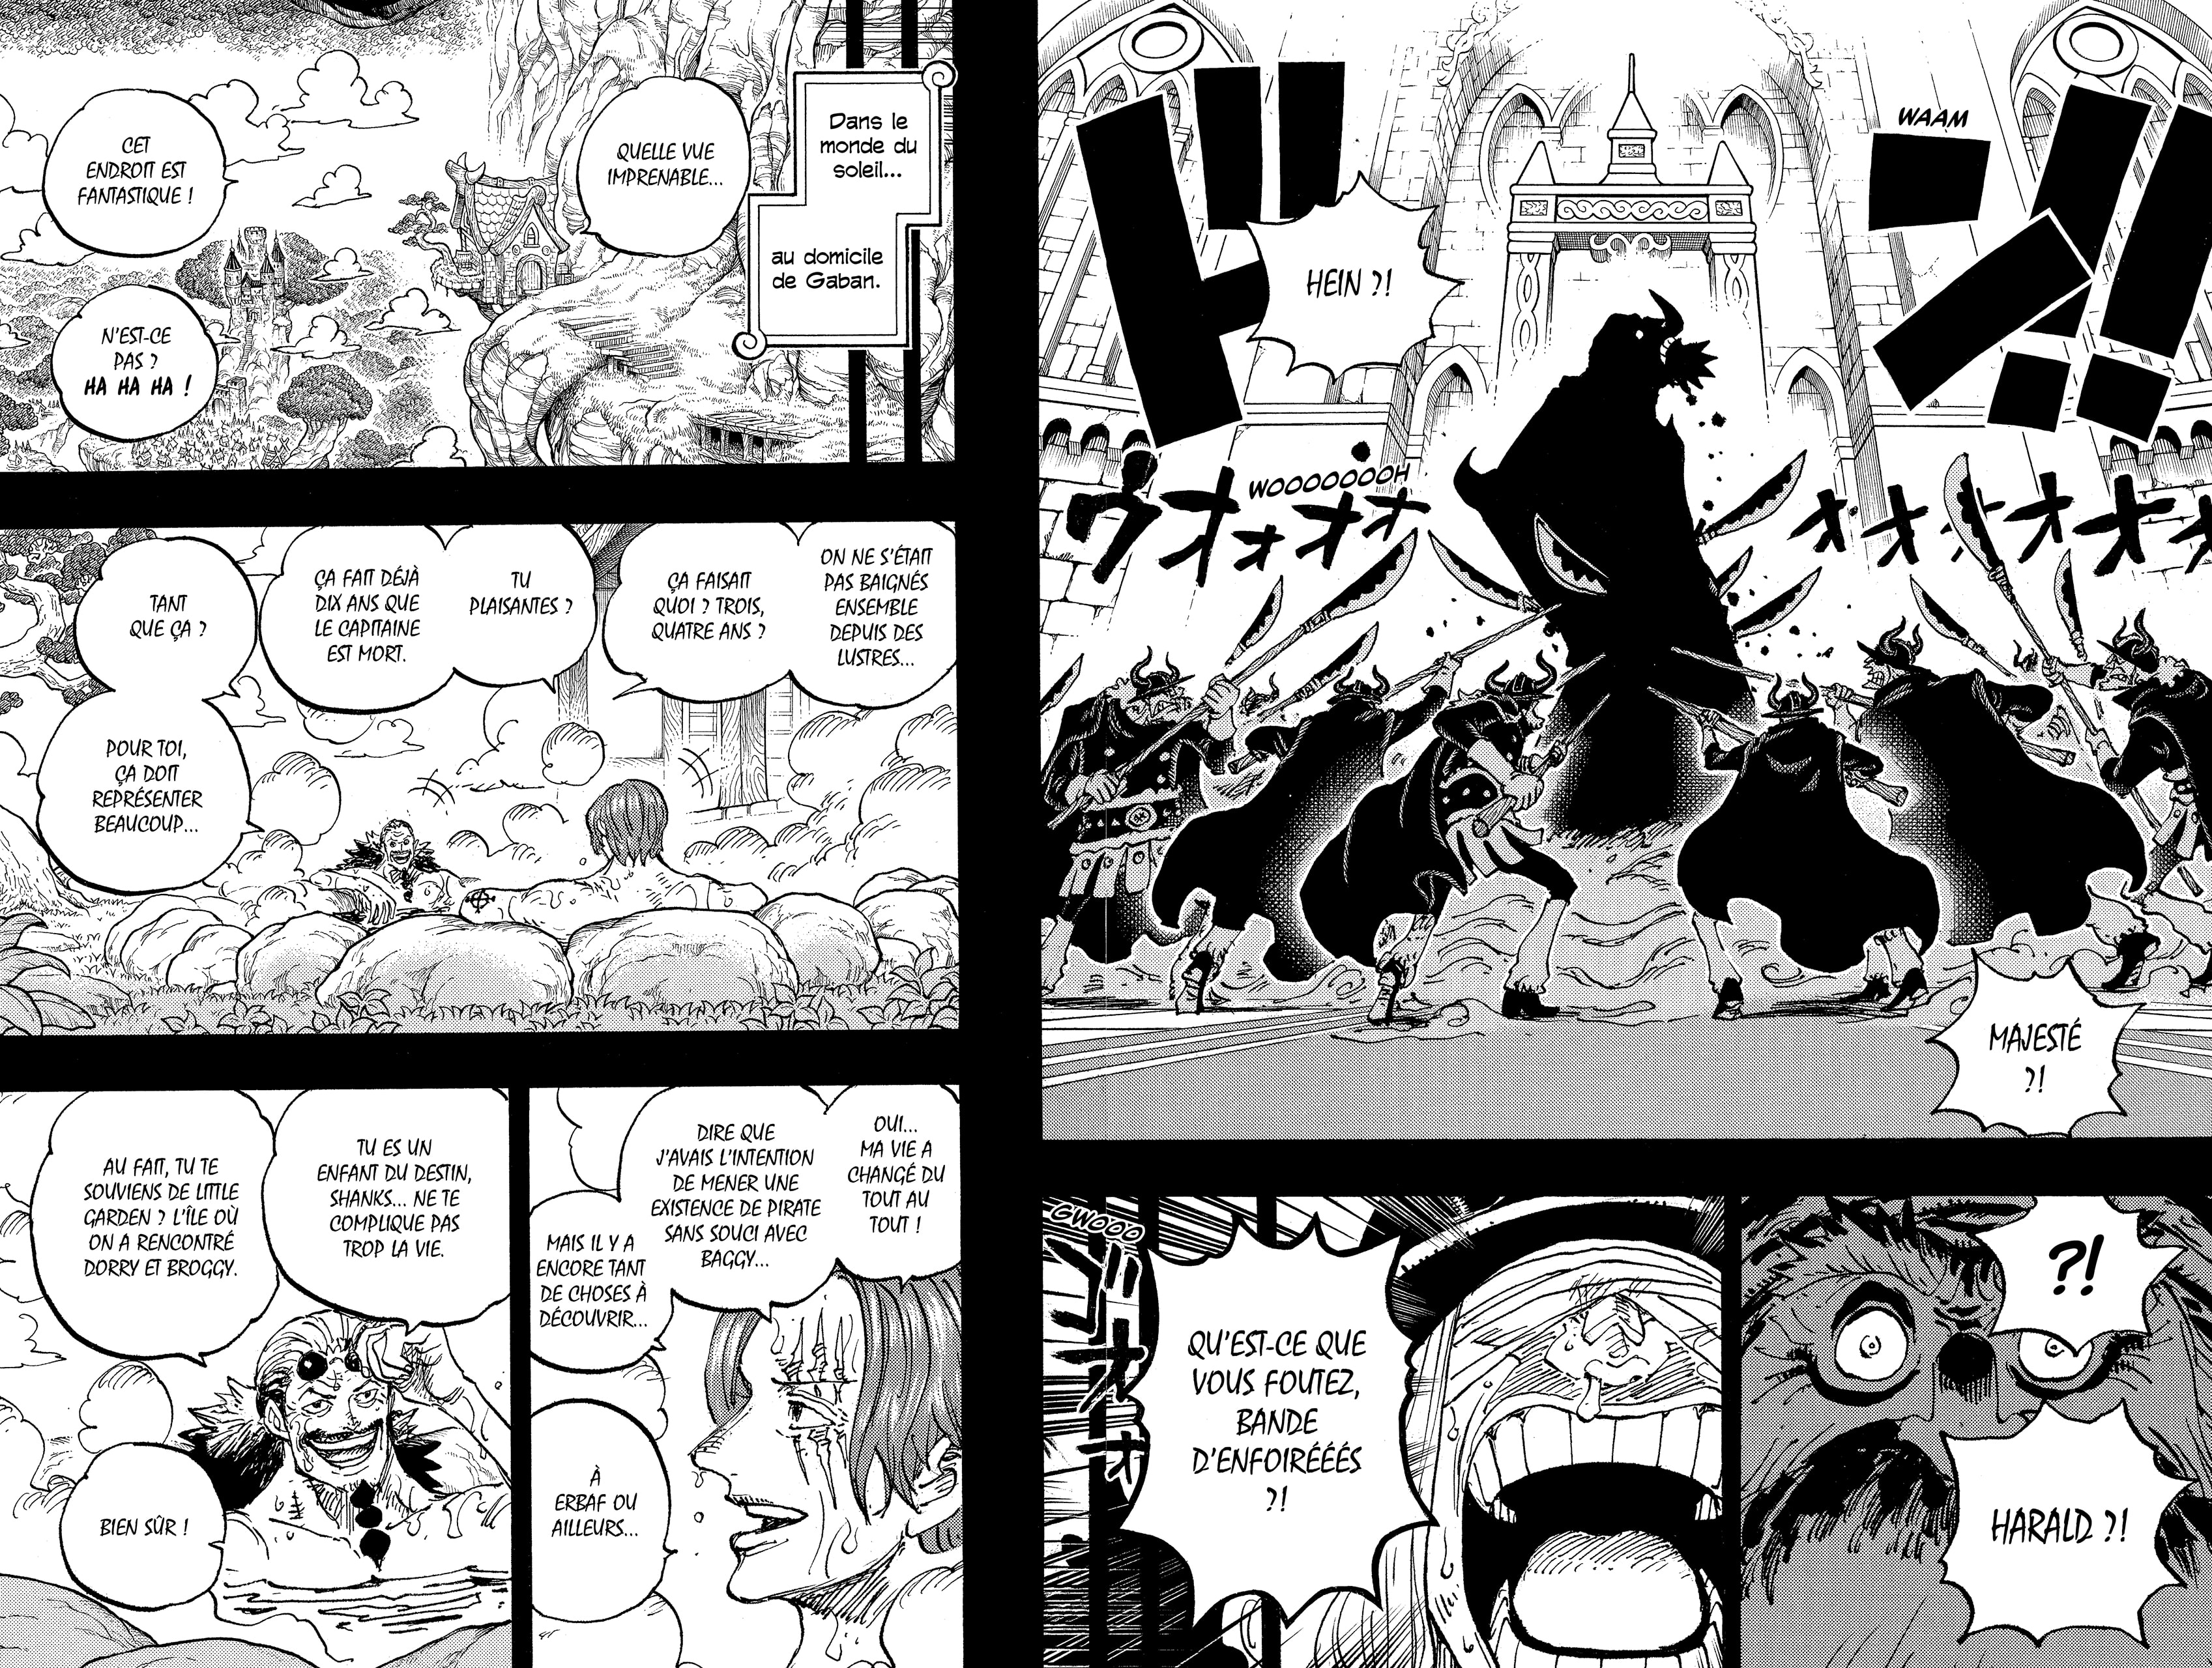 WAAM
ドン!!
HEIN ?!
WOOOOOOOH
ウオォオオオオオオオオ
MAJESTÉ
?!
?!
HARALD ?!
QU'EST-CE QUE
VOUS FOUTEZ,
BANDE
D'ENFOIRÉÉÉS
?!
GWOOO
Dans le
monde du
soleil...
au domicile
de Gaban.
QUELLE VUE
IMPRENABLE...
CET
ENDROIT EST
FANTASTIQUE !
N'EST-CE
PAS ?
HA HA HA !
ON NE S'ÉTAIT
PAS BAIGNÉS
ENSEMBLE
DEPUIS DES
LUSTRES...
ÇA FAISAIT
QUOI ? TROIS,
QUATRE ANS ?
TU
PLAISANTES ?
ÇA FAIT DÉJÀ
DIX ANS QUE
LE CAPITAINE
EST MORT.
TANT
QUE ÇA ?
POUR TOI,
ÇA DOIT
REPRÉSENTER
BEAUCOUP...
OUI...
MA VIE A
CHANGÉ DU
TOUT AU
TOUT !
DIRE QUE
J'AVAIS L'INTENTION
DE MENER UNE
EXISTENCE DE PIRATE
SANS SOUCI AVEC
BAGGY...
MAIS IL Y A
ENCORE TANT
DE CHOSES À
DÉCOUVRIR...
À
ERBAF OU
AILLEURS...
TU ES UN
ENFANT DU DESTIN,
SHANKS... NE TE
COMPLIQUE PAS
TROP LA VIE.
AU FAIT, TU TE
SOUVIENS DE LITTLE
GARDEN ? L'ÎLE OÙ
ON A RENCONTRÉ
DORRY ET BROGGY.
BIEN SÛR !